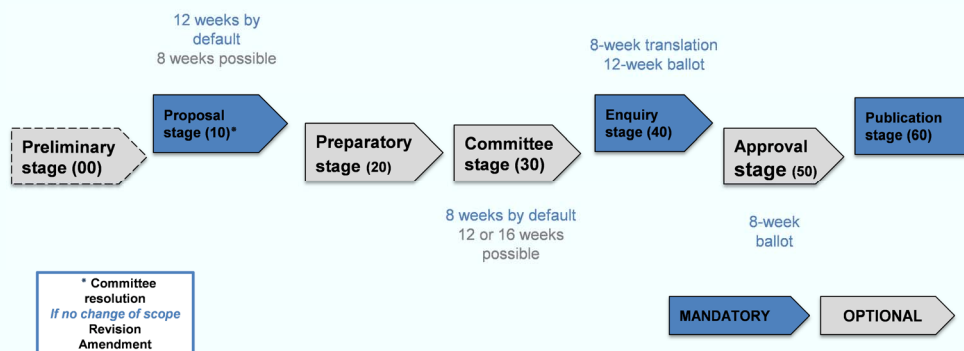 12 weeks by
default
8 weeks possible
8-week translation
12-week ballot
Preliminary
stage (00)
Proposal
stage (10)*
Preparatory
stage (20)
Committee
stage (30)
Enquiry
stage (40)
Approval
stage (50)
Publication
stage (60)
8 weeks by default
12 or 16 weeks
possible
8-week
ballot
* Committee
resolution
If no change of scope
Revision
Amendment
MANDATORY
OPTIONAL